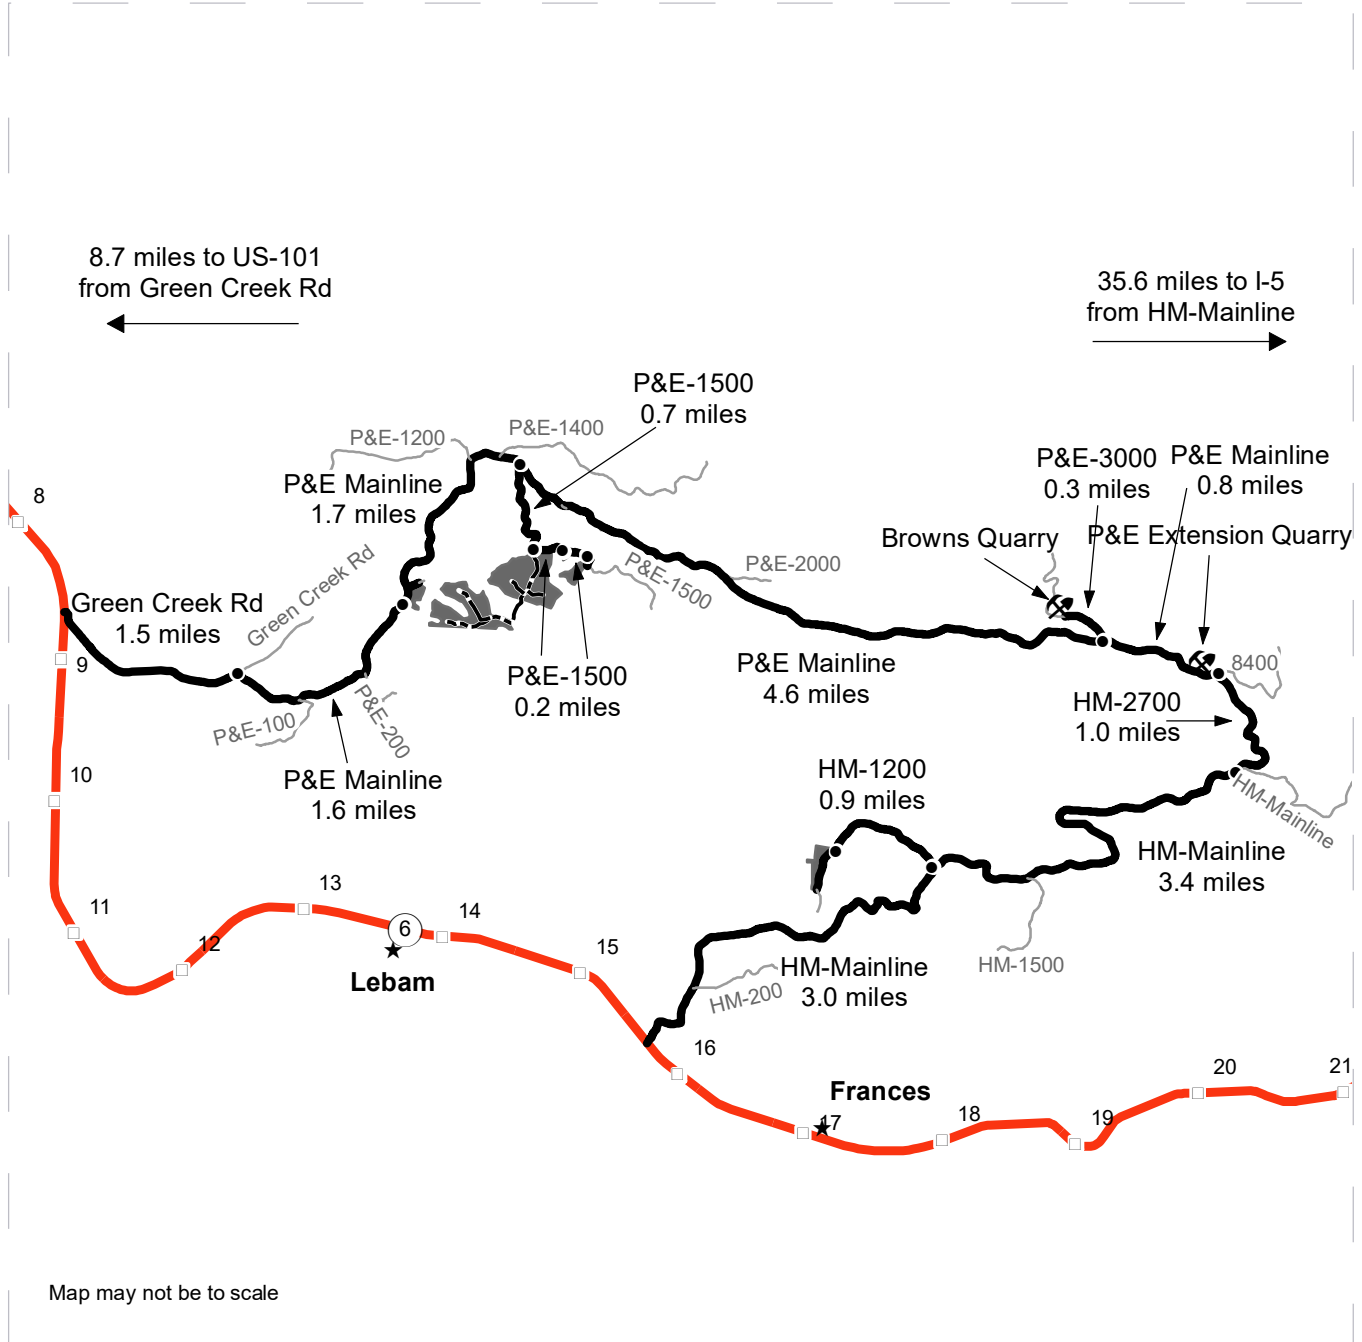 8.7 miles to US-101
from Green Creek Rd
35.6 miles to I-5
from HM-Mainline
P&E-1500
0.7 miles
P&E-1200
P&E-1400
P&E Mainline
1.7 miles
P&E-3000
0.3 miles
P&E Mainline
0.8 miles
8
Browns Quarry
P&E Extension Quarry
Green Creek Rd
P&E-1500
P&E-2000
Green Creek Rd
1.5 miles
9
P&E-1500
0.2 miles
P&E Mainline
4.6 miles
8400
HM-2700
1.0 miles
P&E-100
P&E-200
P&E Mainline
1.6 miles
10
HM-1200
0.9 miles
HM-Mainline
HM-Mainline
3.4 miles
11
12
13
6
14
15
Lebam
HM-200
HM-Mainline
3.0 miles
HM-1500
16
Frances
17
18
19
20
21
Map may not be to scale